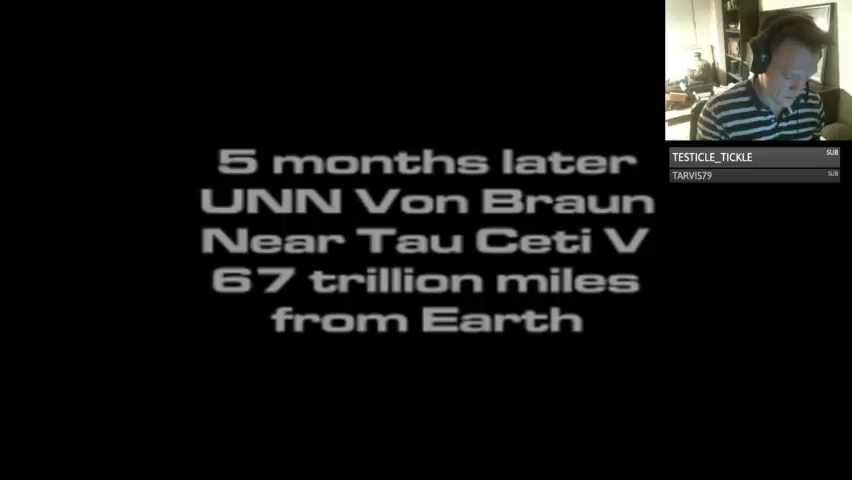 5 months later
UNN Von Braun
Near Tau Ceti V
67 trillion miles
from Earth
TESTICLE_TICKLE SUB
TARVIS79 SUB